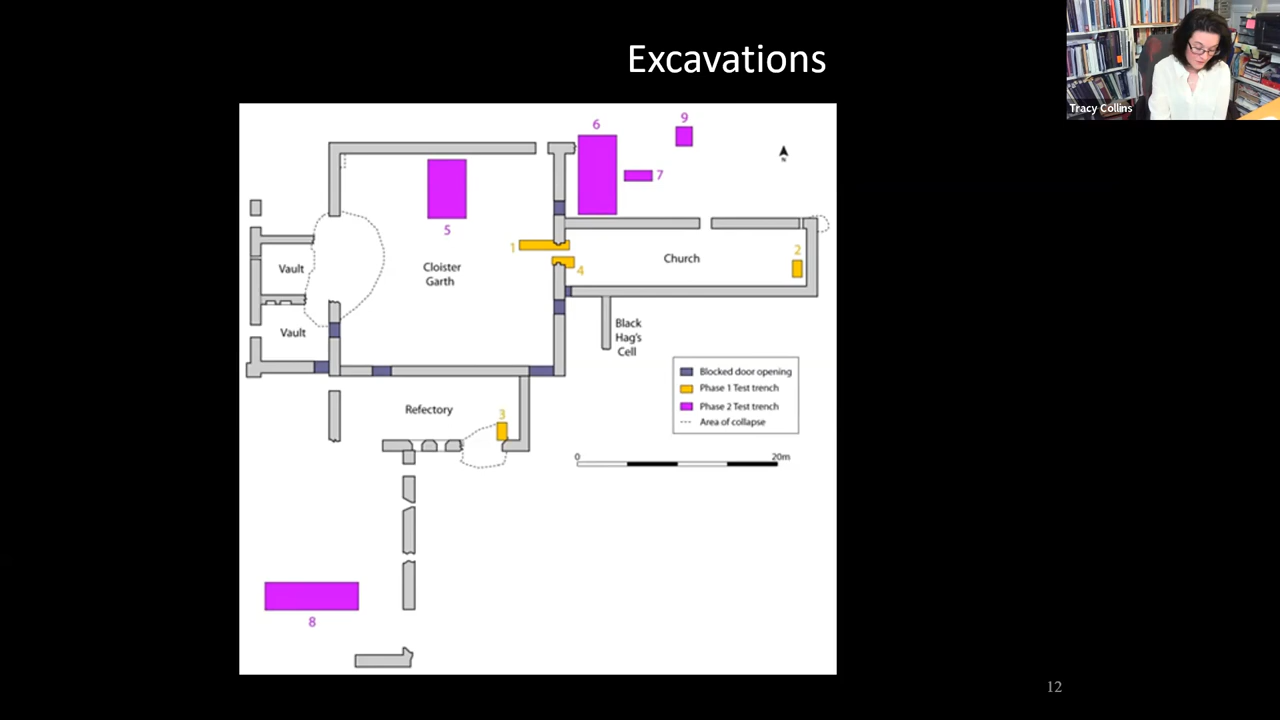 Excavations
Tracy Collins
6
9
7
5
1
2
Church
4
Vault
Cloister
Garth
Vault
Black
Hag's
Cell
Blocked door opening
Phase 1 Test trench
Phase 2 Test trench
Area of collapse
Refectory
3
0
20m
8
N
12